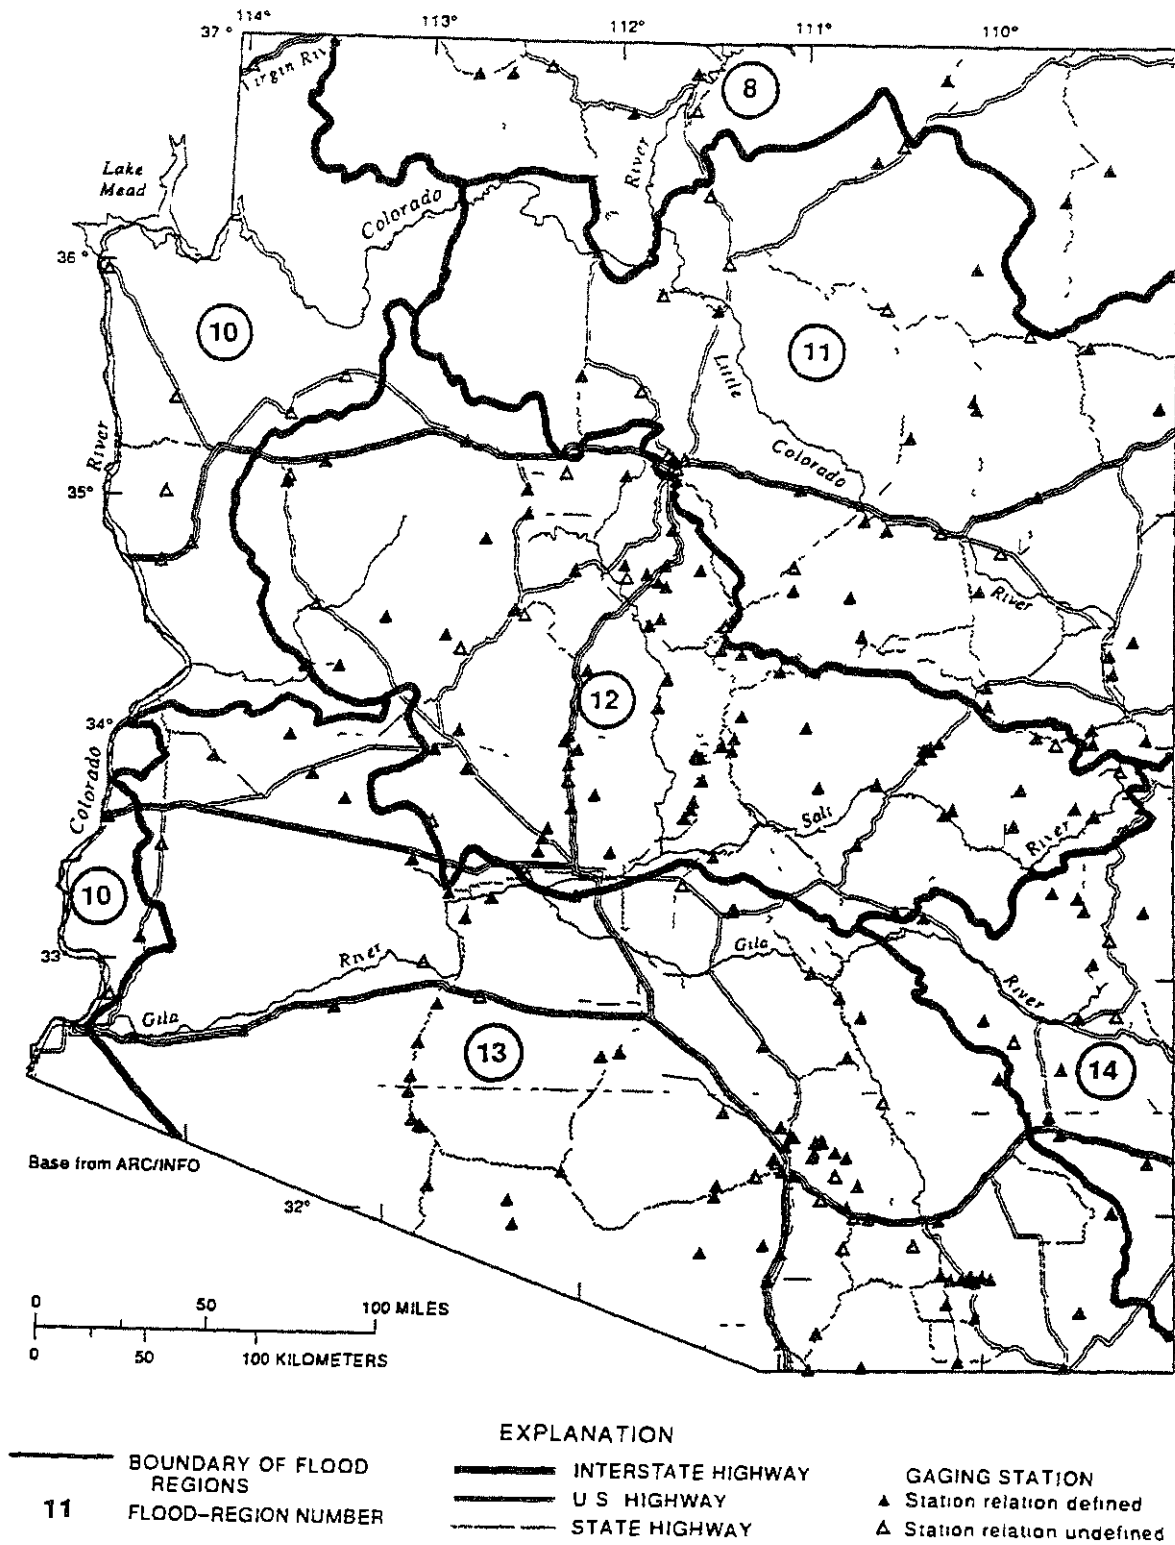 114°
113°
112°
111°
110°
37°
Virgin Riv
8
Lake
Mead
River
Colorado
36°
10
11
Little
River
Colorado
35°
River
12
34°
Colorado
Salt
River
10
33°
River
Gila
Gila
River
13
14
Base from ARC/INFO
32°
0 50 100 MILES
0 50 100 KILOMETERS
EXPLANATION
BOUNDARY OF FLOOD
REGIONS
11 FLOOD-REGION NUMBER
INTERSTATE HIGHWAY
U S HIGHWAY
STATE HIGHWAY
GAGING STATION
Station relation defined
Station relation undefined